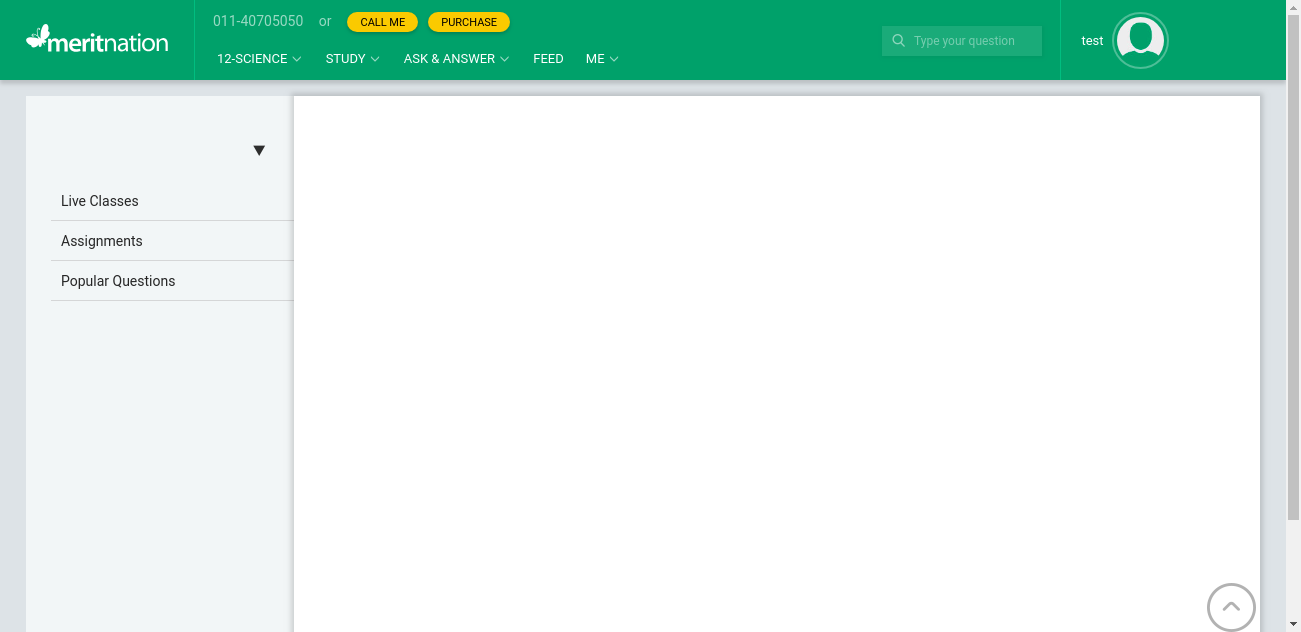 meritnation
011-40705050 or CALL ME PURCHASE
12-SCIENCE STUDY ASK & ANSWER FEED ME
Type your question
test
Live Classes
Assignments
Popular Questions